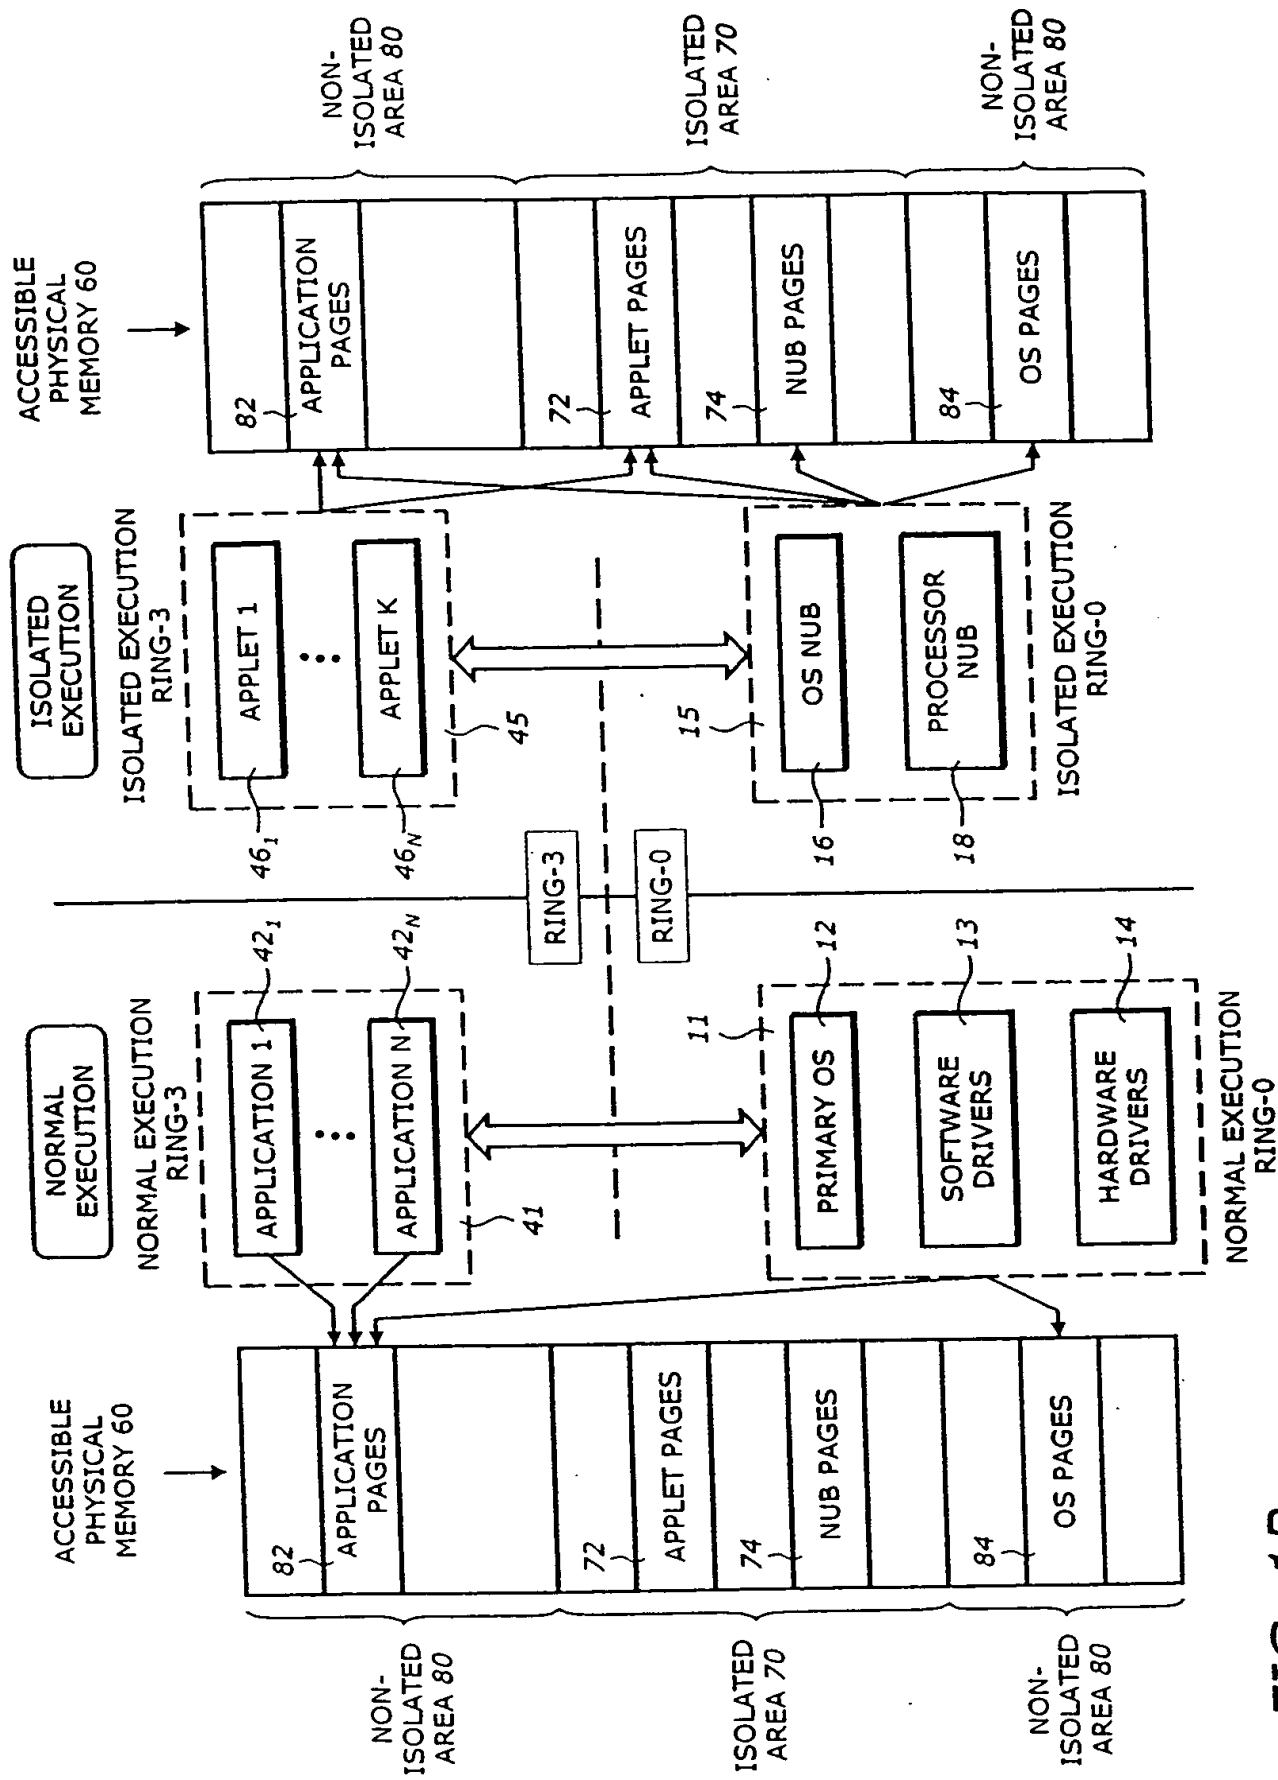 ACCESSIBLE
PHYSICAL
MEMORY 60
82
APPLICATION
PAGES
72
APPLET PAGES
74
NUB PAGES
84
OS PAGES
NON-
ISOLATED
AREA 80
ISOLATED
AREA 70
NON-
ISOLATED
AREA 80
NORMAL
EXECUTION
NORMAL EXECUTION
RING-3
APPLICATION 1
42₁
APPLICATION N
42N
41
11
PRIMARY OS
12
SOFTWARE
DRIVERS
13
HARDWARE
DRIVERS
14
NORMAL EXECUTION
RING-0
RING-3
RING-0
ISOLATED
EXECUTION
ISOLATED EXECUTION
RING-3
46₁
APPLET 1
46N
APPLET K
45
15
16
OS NUB
18
PROCESSOR
NUB
ISOLATED EXECUTION
RING-0
ACCESSIBLE
PHYSICAL
MEMORY 60
82
APPLICATION
PAGES
72
APPLET PAGES
74
NUB PAGES
84
OS PAGES
NON-
ISOLATED
AREA 80
ISOLATED
AREA 70
NON-
ISOLATED
AREA 80